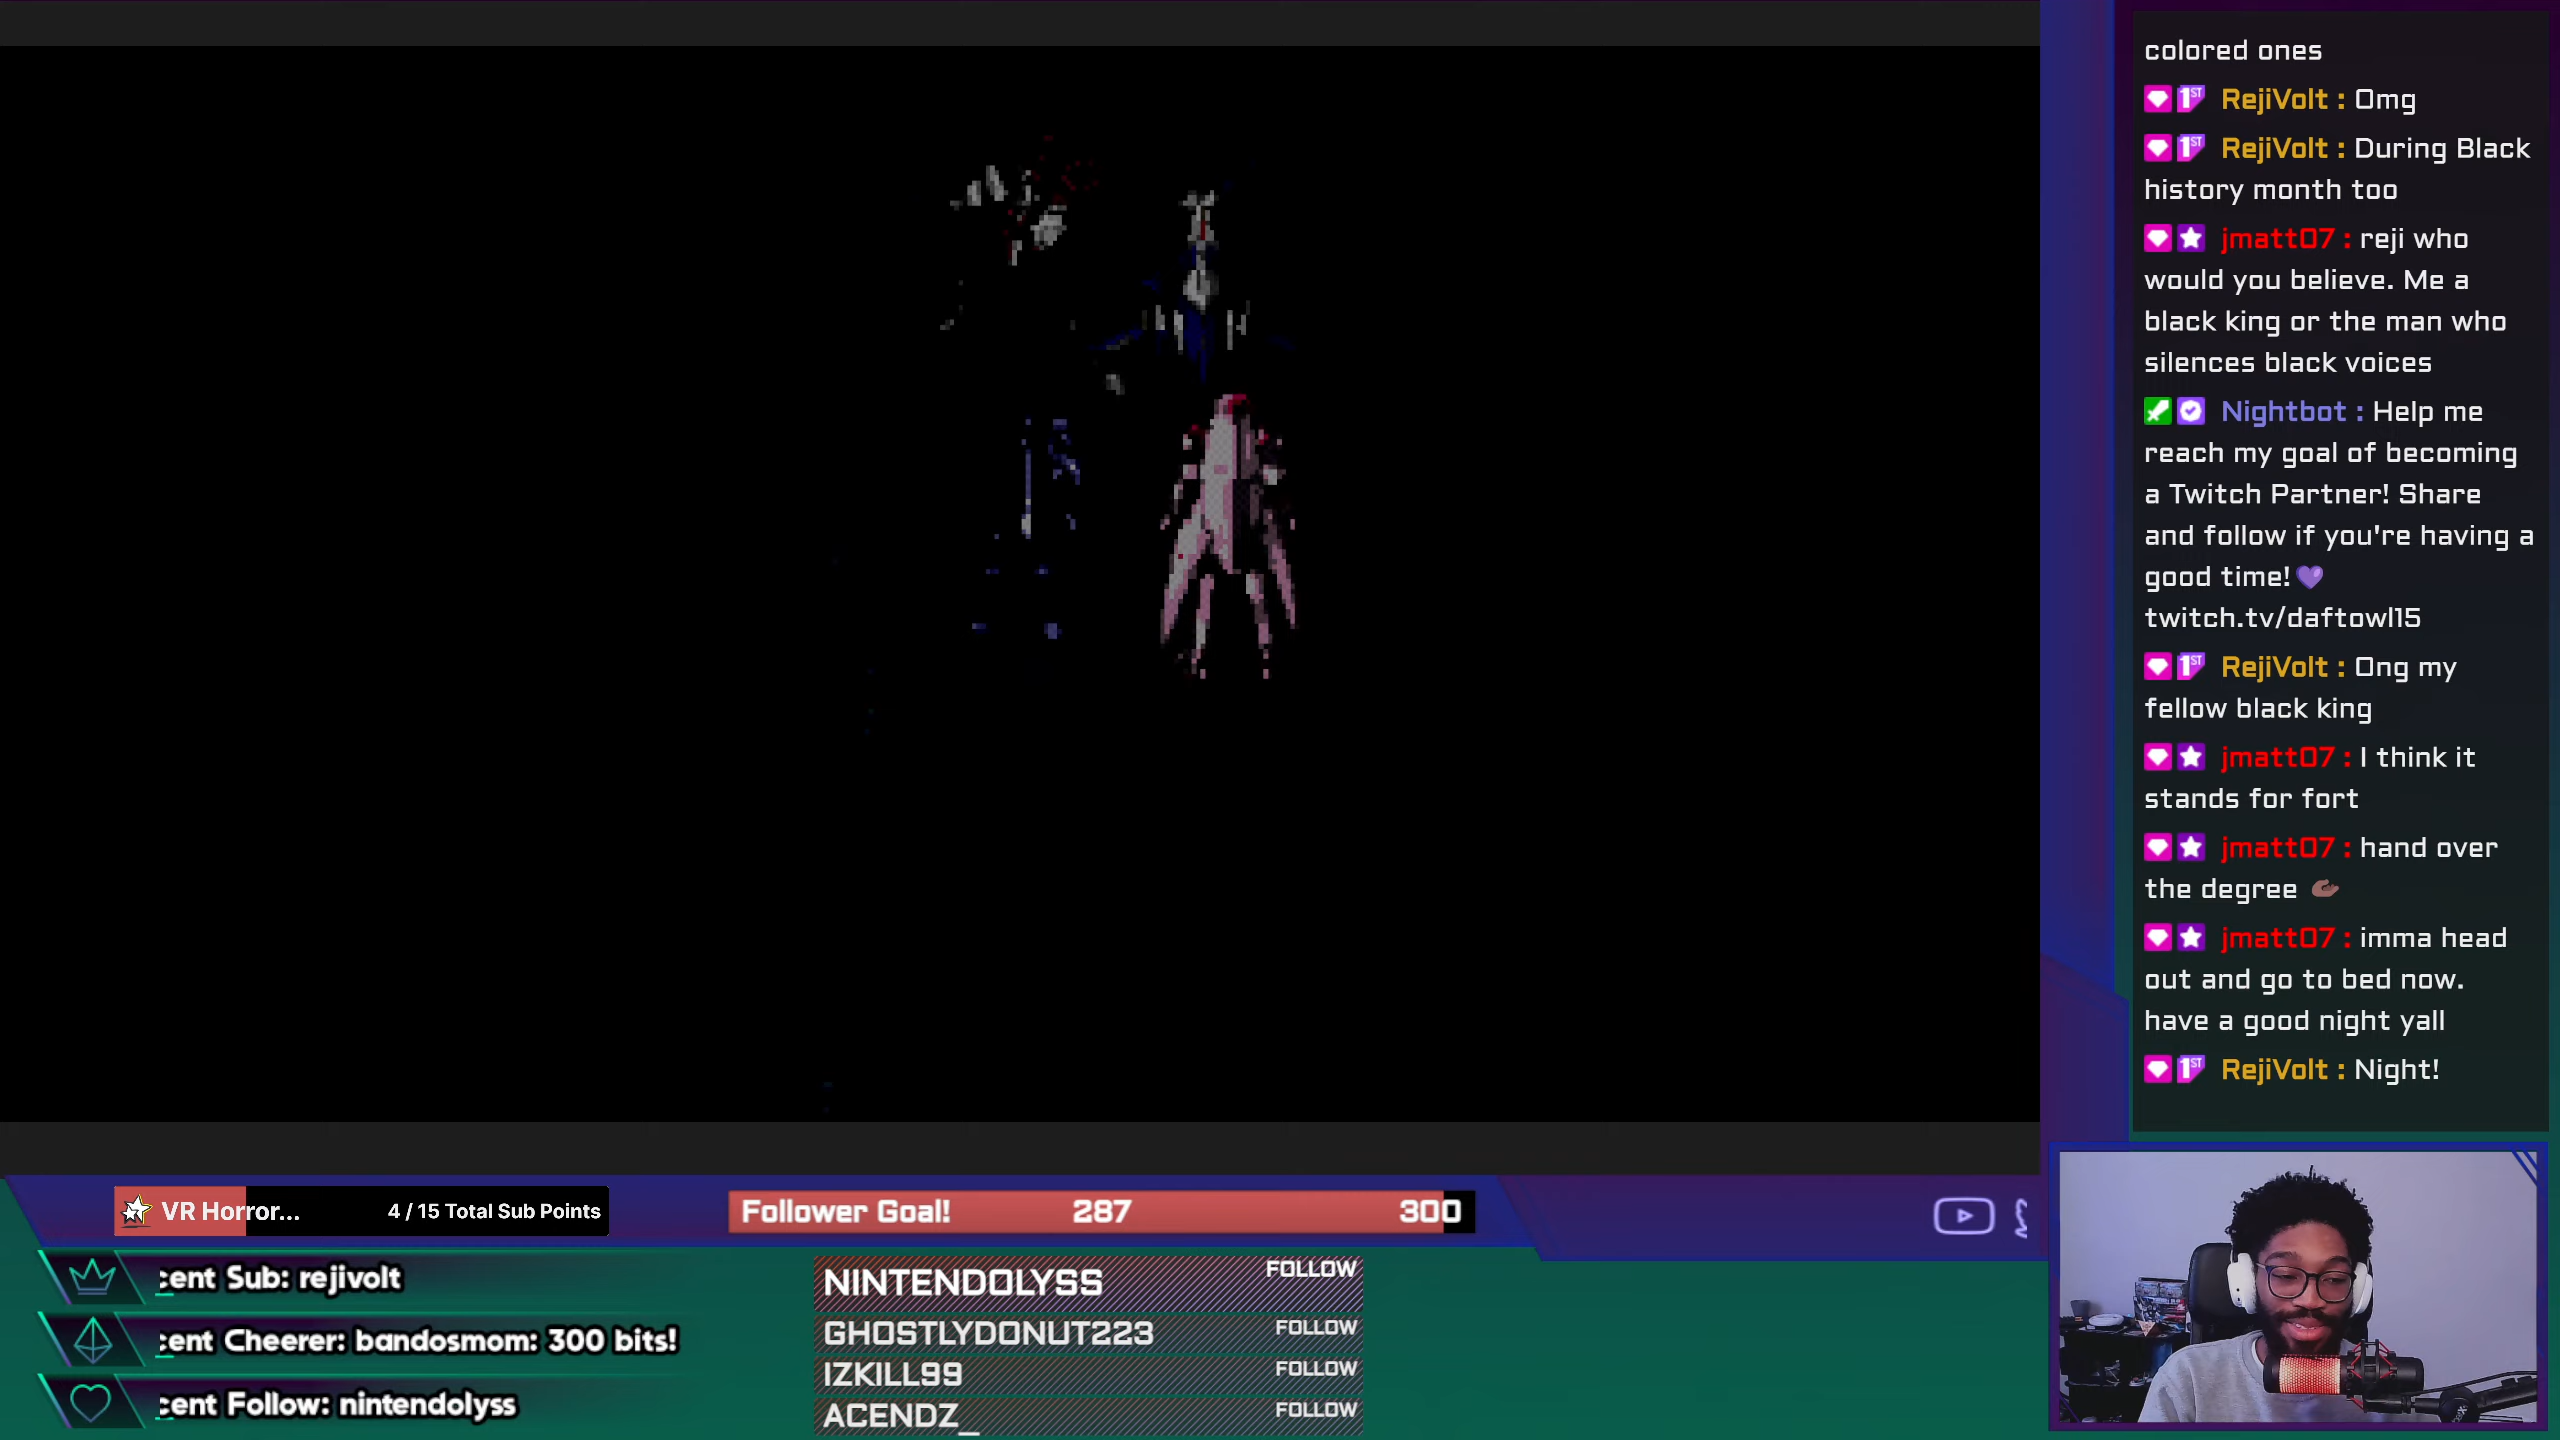 colored ones
RejiVolt : Omg
RejiVolt : During Black
history month too
jmatt07 : reji who
would you believe. Me a
black king or the man who
silences black voices
Nightbot : Help me
reach my goal of becoming
a Twitch Partner! Share
and follow if you're having a
good time!💜
twitch.tv/daftowl15
RejiVolt : Ong my
fellow black king
jmatt07 : I think it
stands for fort
jmatt07 : hand over
the degree
jmatt07 : imma head
out and go to bed now.
have a good night yall
RejiVolt : Night!
VR Horror... 4 / 15 Total Sub Points
Follower Goal! 287 300
cent Sub: rejivolt
cent Cheerer: bandosmom: 300 bits!
cent Follow: nintendolyss
NINTENDOLYSS FOLLOW
GHOSTLYDONUT223 FOLLOW
IZKILL99 FOLLOW
ACENDZ_ FOLLOW